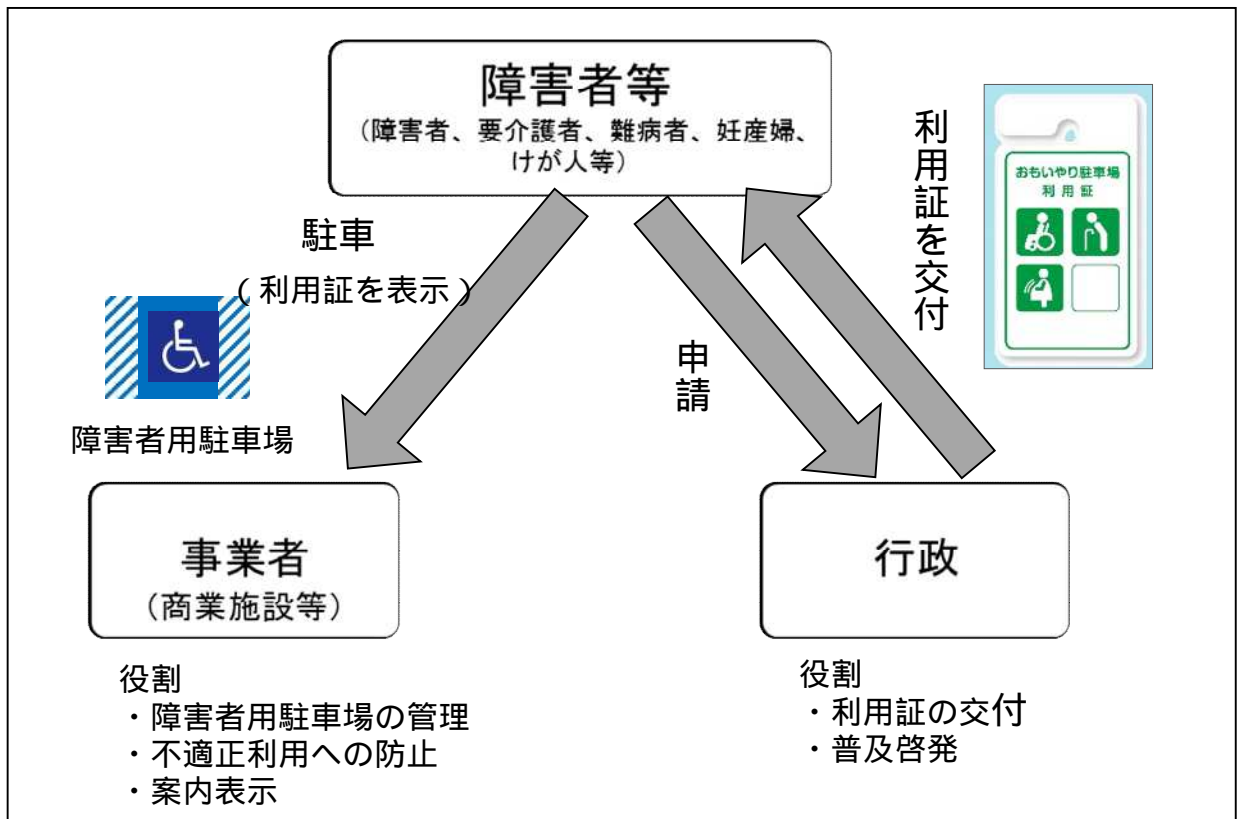 障害者等
（障害者、要介護者、難病者、妊産婦、
けが人等）
駐車
（利用証を表示）
障害者用駐車場
申請
利用証を交付
おもいやり駐車場
利用証
事業者
（商業施設等）
役割
・障害者用駐車場の管理
・不適正利用への防止
・案内表示
行政
役割
・利用証の交付
・普及啓発